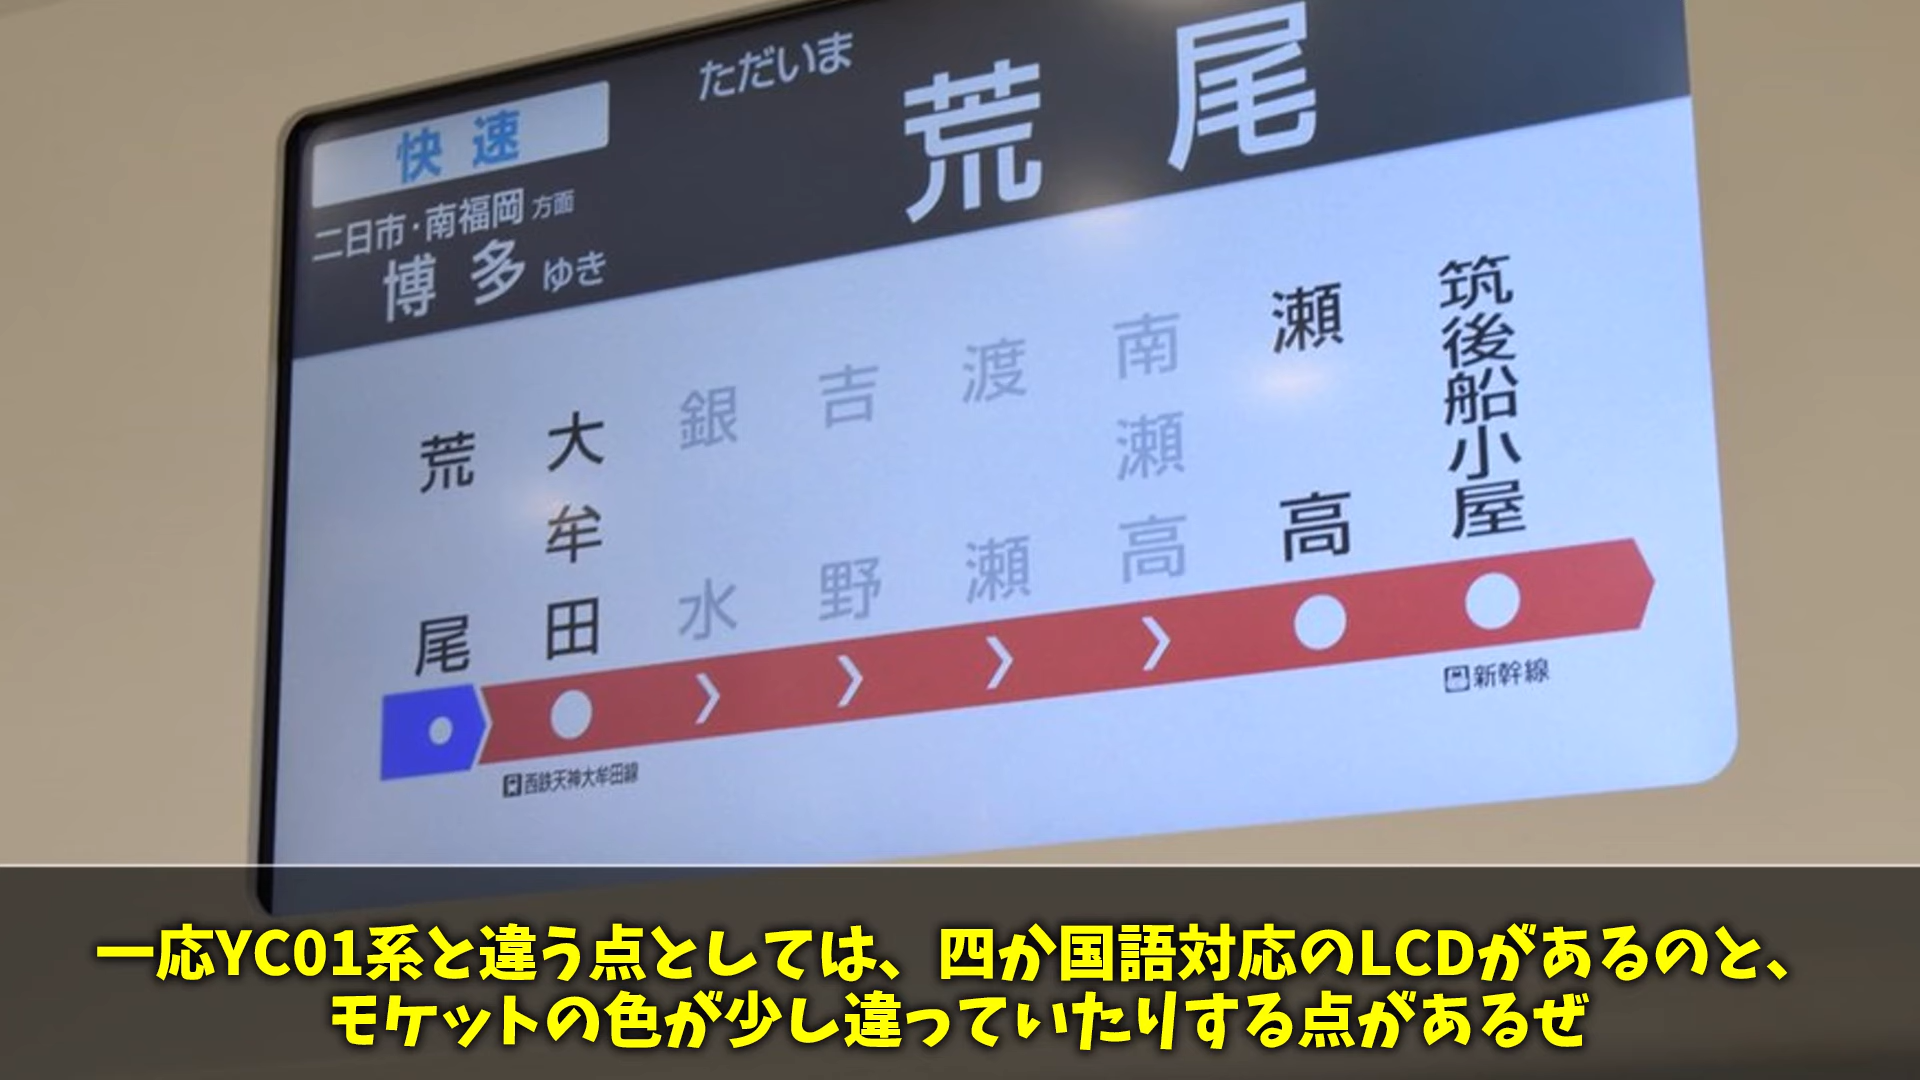 快速
二日市・南福岡方面
博多ゆき
ただいま
荒尾
荒尾
大牟田
銀水
吉野
渡瀬
南瀬高
瀬高
筑後船小屋
西鉄天神大牟田線
新幹線
一応YC01系と違う点としては、四か国語対応のLCDがあるのと、
モケットの色が少し違っていたりする点があるぜ